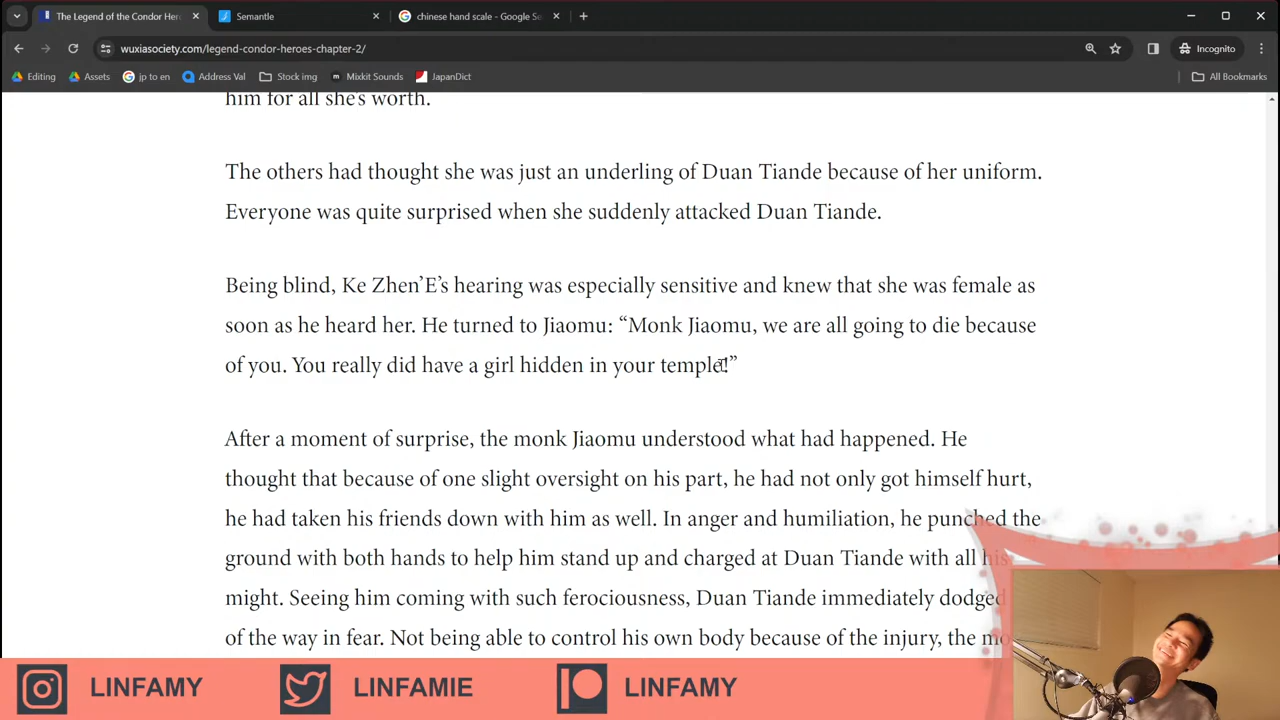 The Legend of the Condor Her
Semantle
chinese hand scale - Google Se
wuxiasociety.com/legend-condor-heroes-chapter-2/
Incognito
Editing
Assets
jp to en
Address Val
Stock img
Mixkit Sounds
JapanDict
All Bookmarks
him for all she's worth.
The others had thought she was just an underling of Duan Tiande because of her uniform.
Everyone was quite surprised when she suddenly attacked Duan Tiande.
Being blind, Ke Zhen’E’s hearing was especially sensitive and knew that she was female as
soon as he heard her. He turned to Jiaomu: “Monk Jiaomu, we are all going to die because
of you. You really did have a girl hidden in your temple!”
After a moment of surprise, the monk Jiaomu understood what had happened. He
thought that because of one slight oversight on his part, he had not only got himself hurt,
he had taken his friends down with him as well. In anger and humiliation, he punched the
ground with both hands to help him stand up and charged at Duan Tiande with all his
might. Seeing him coming with such ferociousness, Duan Tiande immediately dodged
of the way in fear. Not being able to control his own body because of the injury, the mo
LINFAMY
LINFAMIE
LINFAMY